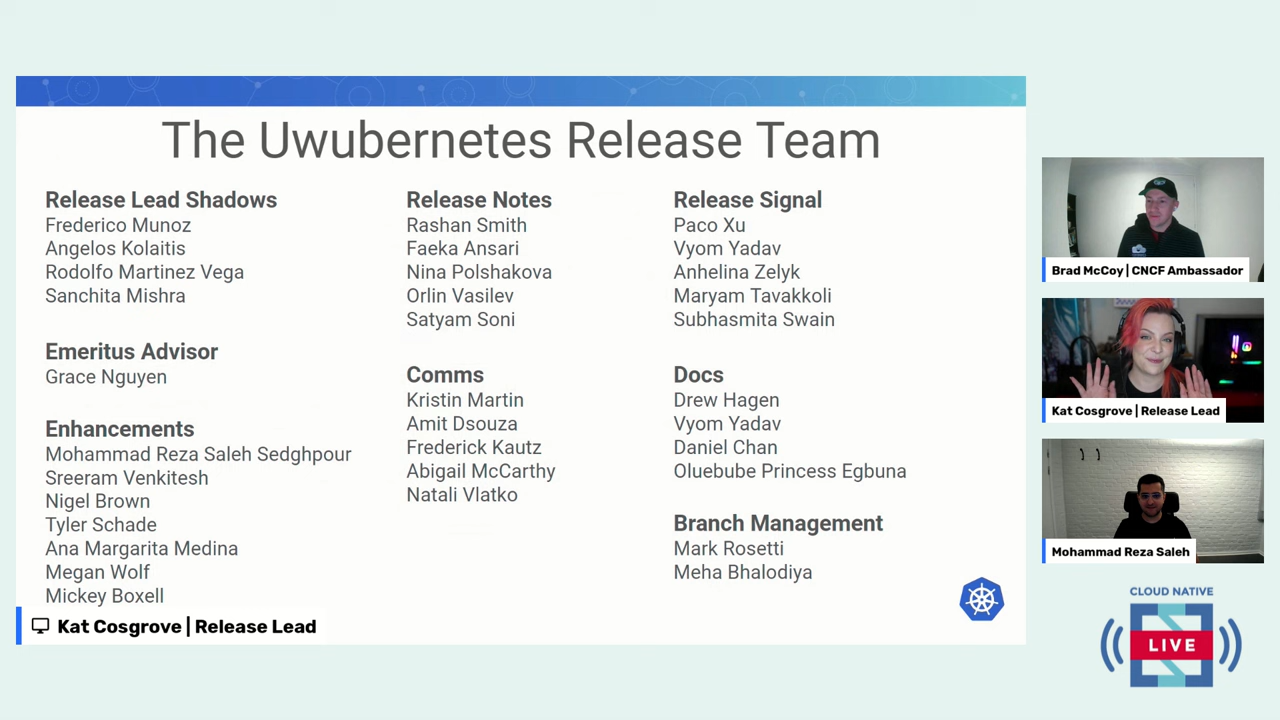 The Uwubernetes Release Team
Release Lead Shadows
Frederico Munoz
Angelos Kolaitis
Rodolfo Martinez Vega
Sanchita Mishra
Emeritus Advisor
Grace Nguyen
Enhancements
Mohammad Reza Saleh Sedghpour
Sreeram Venkitesh
Nigel Brown
Tyler Schade
Ana Margarita Medina
Megan Wolf
Mickey Boxell
Release Notes
Rashan Smith
Faeka Ansari
Nina Polshakova
Orlin Vasilev
Satyam Soni
Comms
Kristin Martin
Amit Dsouza
Frederick Kautz
Abigail McCarthy
Natali Vlatko
Release Signal
Paco Xu
Vyom Yadav
Anhelina Zelyk
Maryam Tavakkoli
Subhasmita Swain
Docs
Drew Hagen
Vyom Yadav
Daniel Chan
Oluebube Princess Egbuna
Branch Management
Mark Rosetti
Meha Bhalodiya
Kat Cosgrove | Release Lead
Brad McCoy | CNCF Ambassador
Kat Cosgrove | Release Lead
Mohammad Reza Saleh
CLOUD NATIVE
LIVE